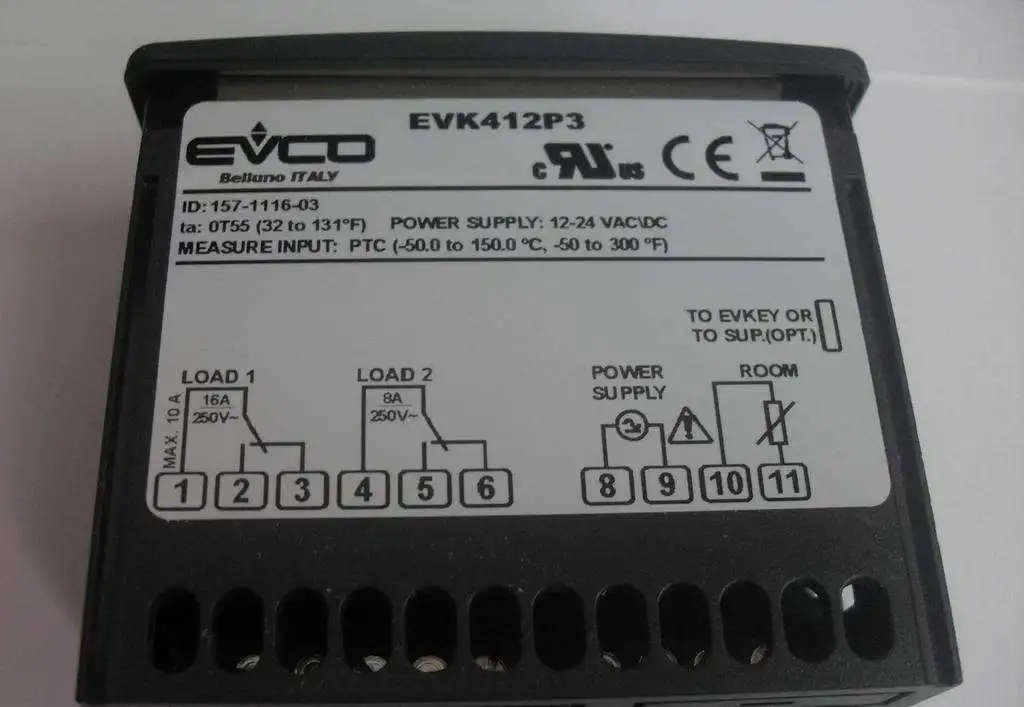 EVK412P3
EVCO
Belluno ITALY
c RU us CE
ID: 157-1116-03
ta: 0T55 (32 to 131°F) POWER SUPPLY: 12-24 VAC\DC
MEASURE INPUT: PTC (-50.0 to 150.0 °C, -50 to 300 °F)
TO EVKEY OR
TO SUP.(OPT.)
LOAD 1
16A
250V~
MAX. 10 A
LOAD 2
8A
250V~
POWER
SUPPLY
ROOM
1 2 3 4 5 6 8 9 10 11